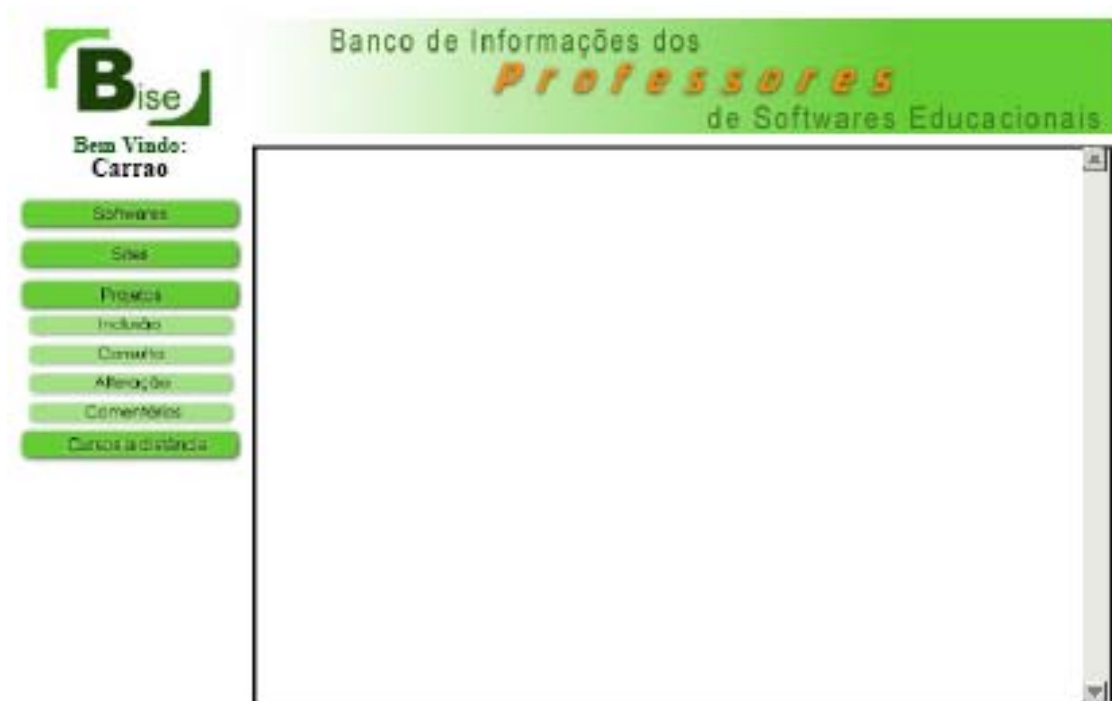 Bise
Bem Vindo:
Carrao
Softwares
Sites
Projetos
Inclusão
Consulta
Alteração
Comentários
Cursos a distância
Banco de Informações dos
Professores
de Softwares Educacionais